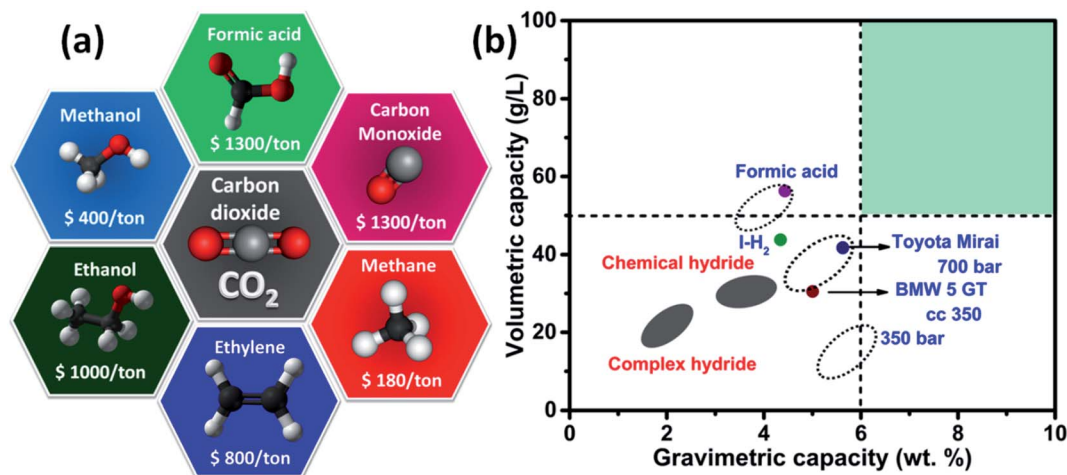 (a)
Formic acid
$ 1300/ton
Methanol
$ 400/ton
Carbon
Monoxide
$ 1300/ton
Carbon
dioxide
CO₂
Ethanol
$ 1000/ton
Methane
$ 180/ton
Ethylene
$ 800/ton
(b)
Volumetric capacity (g/L)
100
80
60
40
20
0
0 2 4 6 8 10
Gravimetric capacity (wt. %)
Formic acid
l-H₂
Chemical hydride
Toyota Mirai
700 bar
BMW 5 GT
cc 350
350 bar
Complex hydride